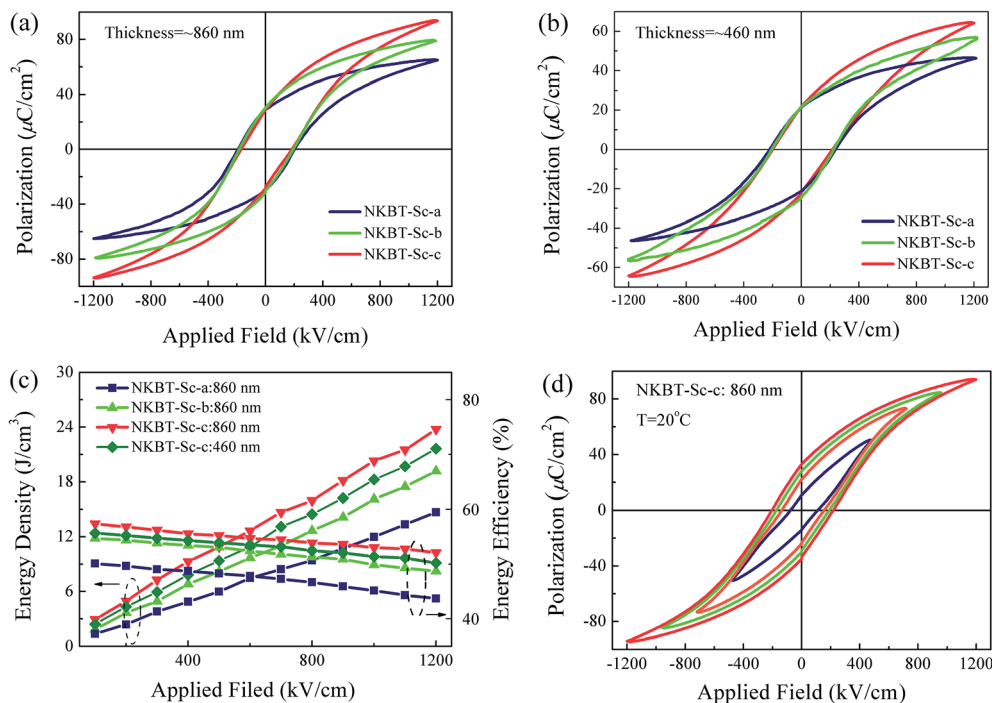 (a)
Thickness=~860 nm
Polarization (μC/cm²)
80
40
0
-40
-80
NKBT-Sc-a
NKBT-Sc-b
NKBT-Sc-c
-1200 -800 -400 0 400 800 1200
Applied Field (kV/cm)
(b)
Thickness=~460 nm
Polarization (μC/cm²)
60
40
20
0
-20
-40
-60
NKBT-Sc-a
NKBT-Sc-b
NKBT-Sc-c
-1200 -800 -400 0 400 800 1200
Applied Field (kV/cm)
(c)
Energy Density (J/cm³)
30
24
18
12
6
0
NKBT-Sc-a:860 nm
NKBT-Sc-b:860 nm
NKBT-Sc-c:860 nm
NKBT-Sc-c:460 nm
80
60
40
Energy Efficiency (%)
400 800 1200
Applied Filed (kV/cm)
(d)
NKBT-Sc-c: 860 nm
T=20°C
Polarization (μC/cm²)
80
40
0
-40
-80
-1200 -800 -400 0 400 800 1200
Applied Field (kV/cm)